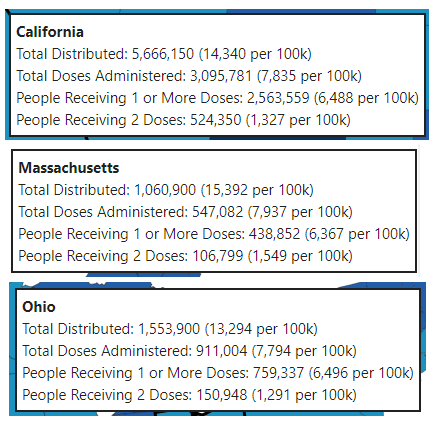 California
Total Distributed: 5,666,150 (14,340 per 100k)
Total Doses Administered: 3,095,781 (7,835 per 100k)
People Receiving 1 or More Doses: 2,563,559 (6,488 per 100k)
People Receiving 2 Doses: 524,350 (1,327 per 100k)
Massachusetts
Total Distributed: 1,060,900 (15,392 per 100k)
Total Doses Administered: 547,082 (7,937 per 100k)
People Receiving 1 or More Doses: 438,852 (6,367 per 100k)
People Receiving 2 Doses: 106,799 (1,549 per 100k)
Ohio
Total Distributed: 1,553,900 (13,294 per 100k)
Total Doses Administered: 911,004 (7,794 per 100k)
People Receiving 1 or More Doses: 759,337 (6,496 per 100k)
People Receiving 2 Doses: 150,948 (1,291 per 100k)